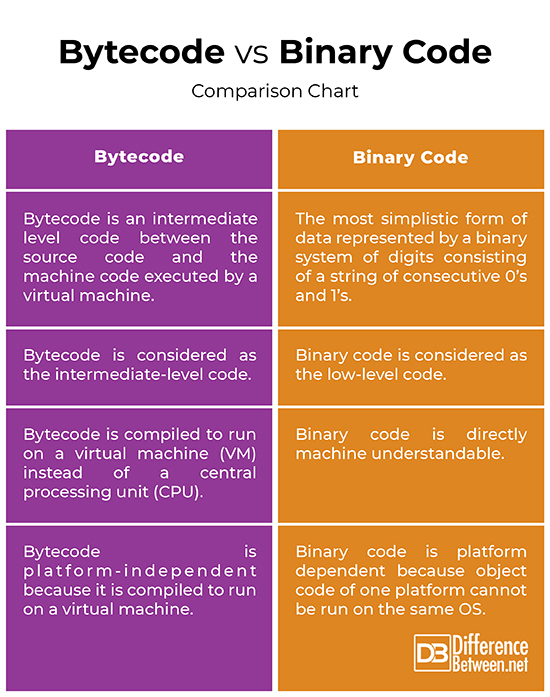 Bytecode vs Binary Code
Comparison Chart
Bytecode
Bytecode is an intermediate
level code between the
source code and the
machine code executed by a
virtual machine.
Bytecode is considered as
the intermediate-level code.
Bytecode is compiled to run
on a virtual machine (VM)
instead of a central
processing unit (CPU).
Bytecode is
platform-independent
because it is compiled to run
on a virtual machine.
Binary Code
The most simplistic form of
data represented by a binary
system of digits consisting
of a string of consecutive 0’s
and 1’s.
Binary code is considered as
the low-level code.
Binary code is directly
machine understandable.
Binary code is platform
dependent because object
code of one platform cannot
be run on the same OS.
DB Difference
Between.net